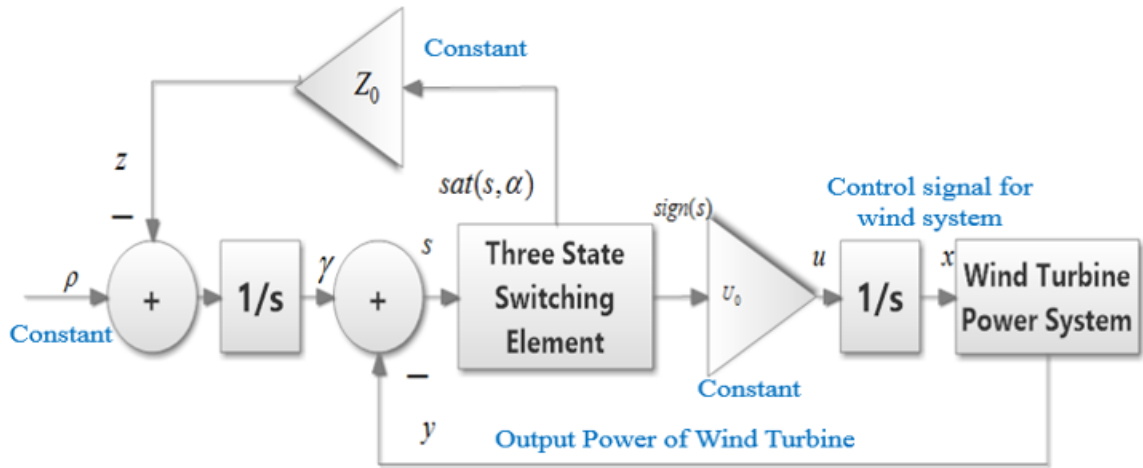 Constant
Z₀
z
sat(s,α)
Control signal for
wind system
sign(s)
−
ρ
+
1/s
γ
+
s
Three State
Switching
Element
U₀
u
1/s
x
Wind Turbine
Power System
Constant
−
Constant
y
Output Power of Wind Turbine